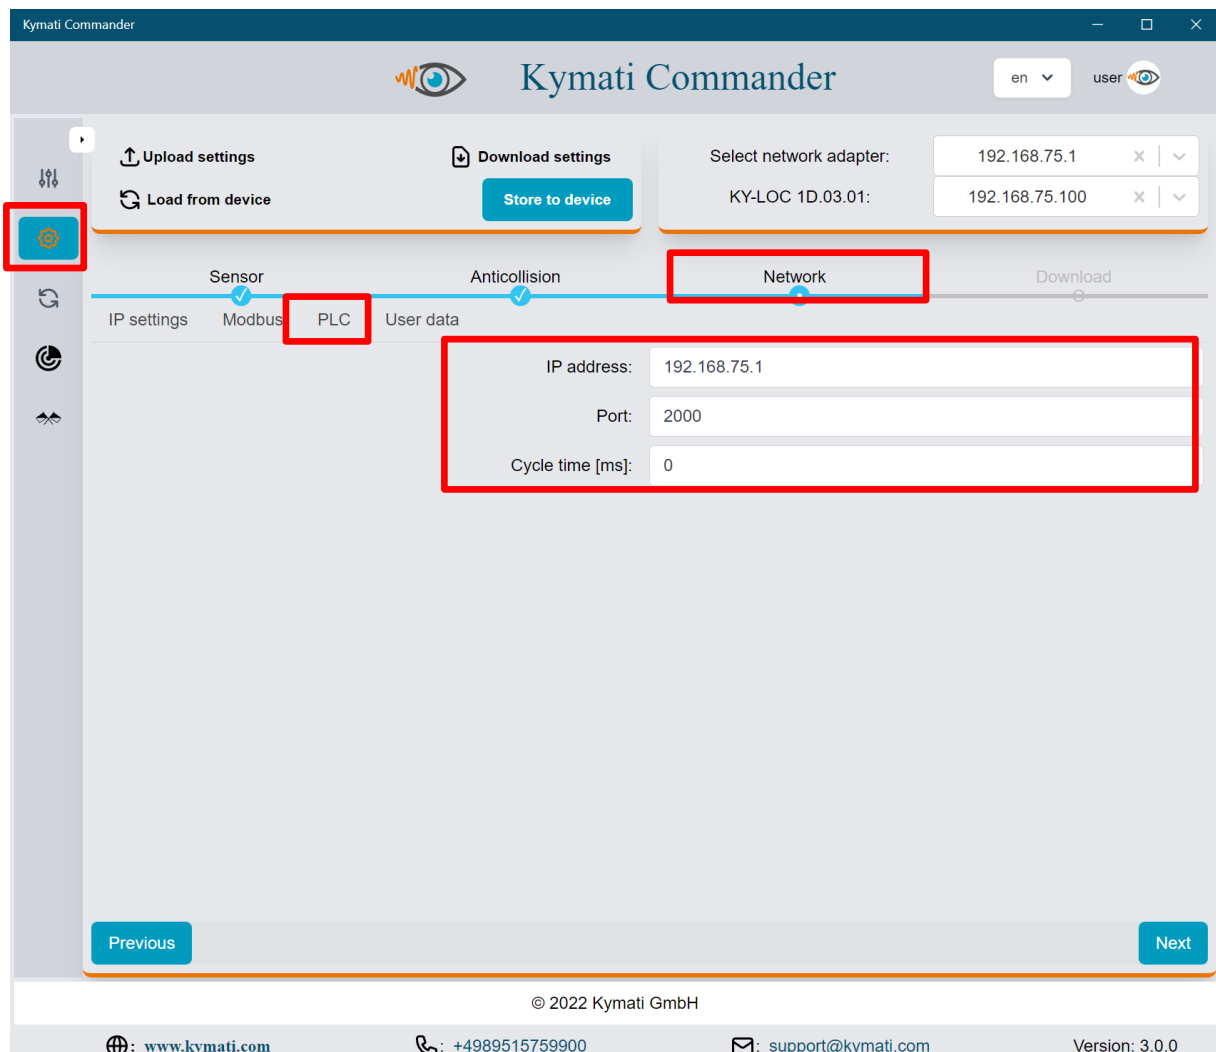 Kymati Commander
Kymati Commander
en
user
Upload settings
Download settings
Load from device
Store to device
Select network adapter: 192.168.75.1
KY-LOC 1D.03.01: 192.168.75.100
Sensor Anticollision Network Download
IP settings Modbus PLC User data
IP address: 192.168.75.1
Port: 2000
Cycle time [ms]: 0
Previous Next
© 2022 Kymati GmbH
: www.kymati.com : +4989515759900 : support@kymati.com Version: 3.0.0